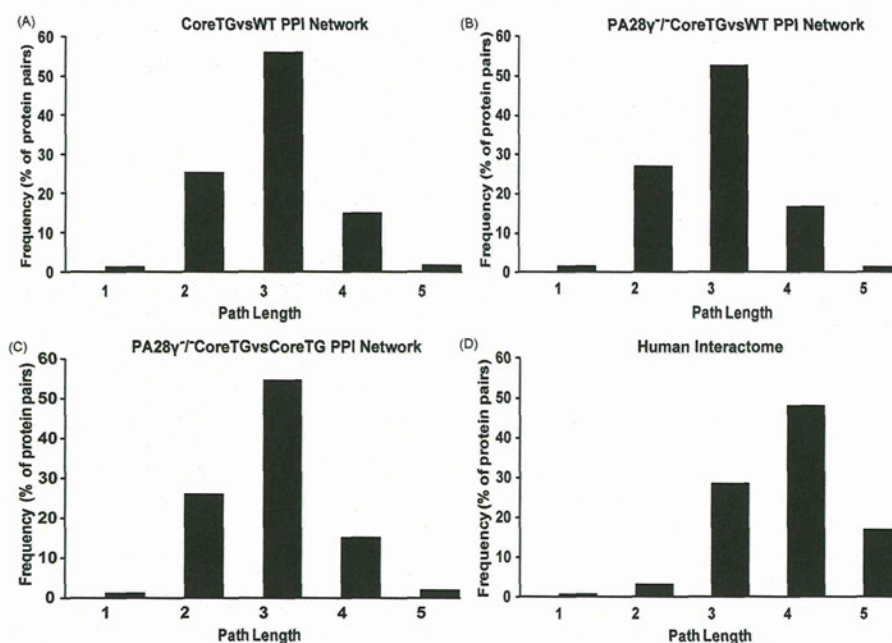 (A)
CoreTGvsWT PPI Network
Frequency (% of protein pairs)
60
50
40
30
20
10
0
1 2 3 4 5
Path Length
(B)
PA28γ⁻/⁻CoreTGvsWT PPI Network
Frequency (% of protein pairs)
60
50
40
30
20
10
0
1 2 3 4 5
Path Length
(C)
PA28γ⁻/⁻CoreTGvsCoreTG PPI Network
Frequency (% of protein pairs)
60
50
40
30
20
10
0
1 2 3 4 5
Path Length
(D)
Human Interactome
Frequency (% of protein pairs)
60
50
40
30
20
10
0
1 2 3 4 5
Path Length